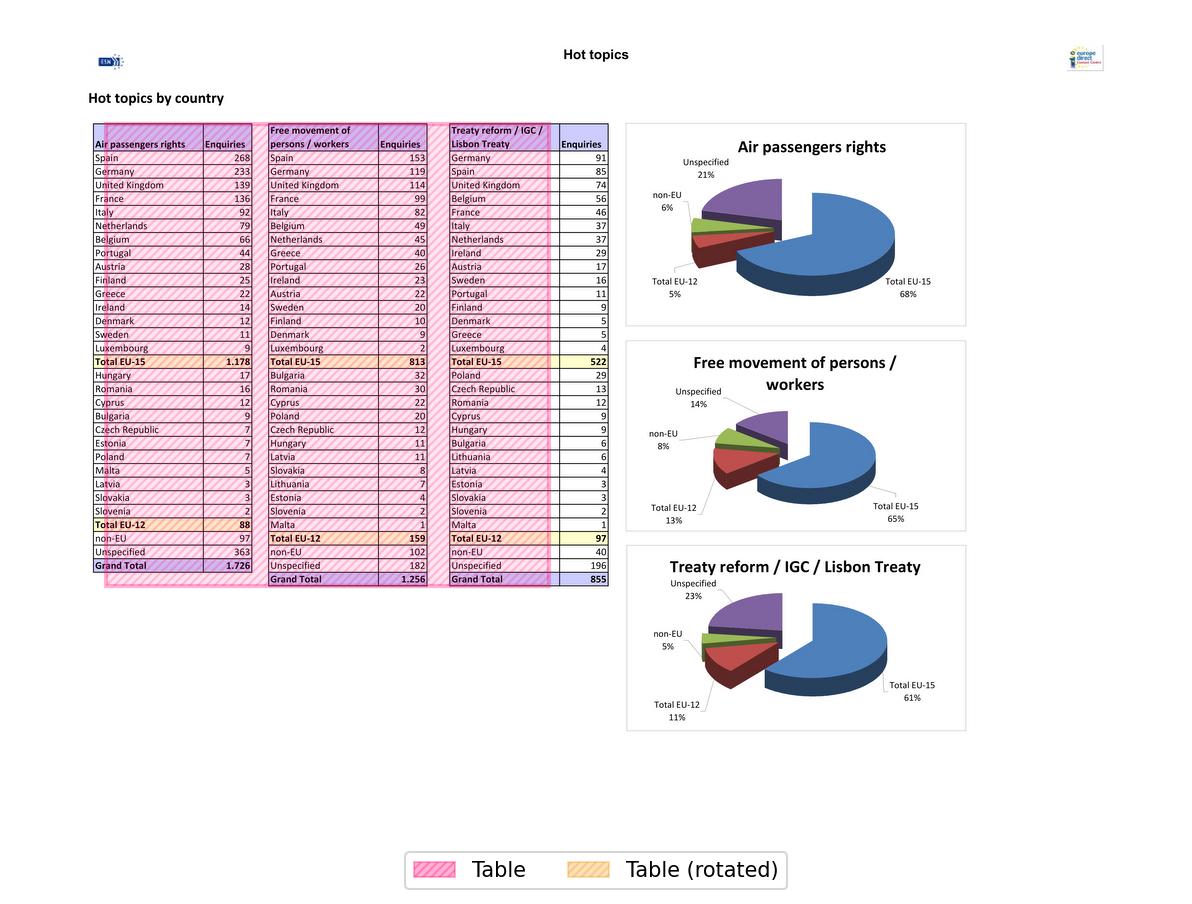 Hot topics
ESN
europe
direct
Hot topics by country
Air passengers rights Enquiries
Spain 268
Germany 233
United Kingdom 139
France 136
Italy 92
Netherlands 79
Belgium 66
Portugal 44
Austria 28
Finland 25
Greece 22
Ireland 14
Denmark 12
Sweden 11
Luxembourg 9
Total EU-15 1.178
Hungary 17
Romania 16
Cyprus 12
Bulgaria 9
Czech Republic 7
Estonia 7
Poland 7
Malta 5
Latvia 3
Slovakia 3
Slovenia 2
Total EU-12 88
non-EU 97
Unspecified 363
Grand Total 1.726
Free movement of
persons / workers Enquiries
Spain 153
Germany 119
United Kingdom 114
France 99
Italy 82
Belgium 49
Netherlands 45
Greece 40
Portugal 26
Ireland 23
Austria 22
Sweden 20
Finland 10
Denmark 9
Luxembourg 2
Total EU-15 813
Bulgaria 32
Romania 30
Cyprus 22
Poland 20
Czech Republic 12
Hungary 11
Latvia 11
Slovakia 8
Lithuania 7
Estonia 4
Slovenia 2
Malta 1
Total EU-12 159
non-EU 102
Unspecified 182
Grand Total 1.256
Treaty reform / IGC /
Lisbon Treaty Enquiries
Germany 91
Spain 85
United Kingdom 74
Belgium 56
France 46
Italy 37
Netherlands 37
Ireland 29
Austria 17
Sweden 16
Portugal 11
Finland 9
Denmark 5
Greece 5
Luxembourg 4
Total EU-15 522
Poland 29
Czech Republic 13
Romania 12
Cyprus 9
Hungary 9
Bulgaria 6
Lithuania 6
Latvia 4
Estonia 3
Slovakia 3
Slovenia 2
Malta 1
Total EU-12 97
non-EU 40
Unspecified 196
Grand Total 855
Air passengers rights
Unspecified
21%
non-EU
6%
Total EU-12
5%
Total EU-15
68%
Free movement of persons /
workers
Unspecified
14%
non-EU
8%
Total EU-12
13%
Total EU-15
65%
Treaty reform / IGC / Lisbon Treaty
Unspecified
23%
non-EU
5%
Total EU-12
11%
Total EU-15
61%
Table
Table (rotated)